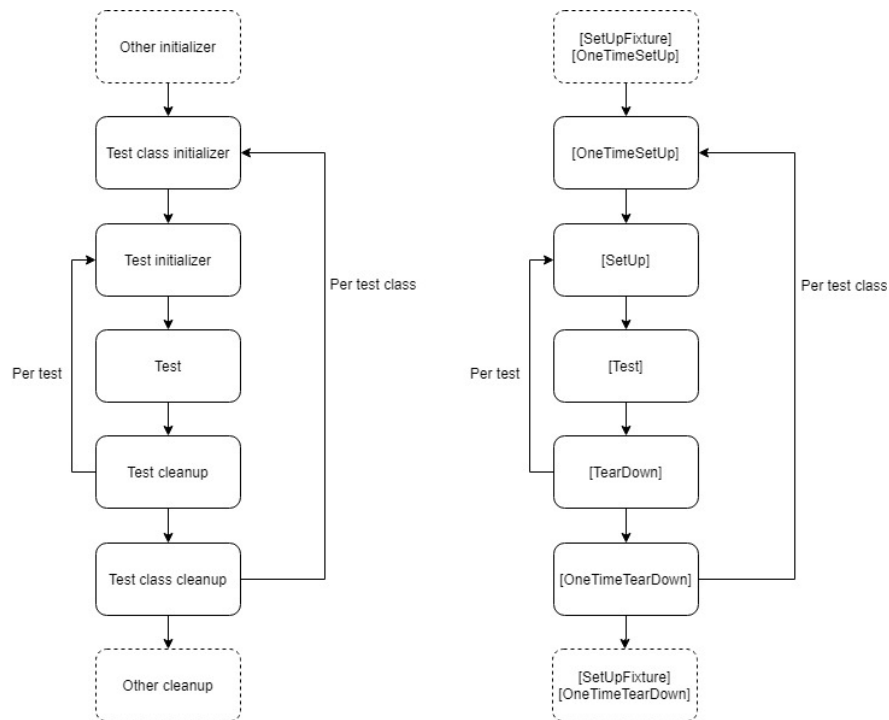 Other initializer
Test class initializer
Test initializer
Per test class
Test
Per test
Test cleanup
Test class cleanup
Other cleanup
[SetUpFixture]
[OneTimeSetUp]
[OneTimeSetUp]
[SetUp]
Per test class
[Test]
Per test
[TearDown]
[OneTimeTearDown]
[SetUpFixture]
[OneTimeTearDown]